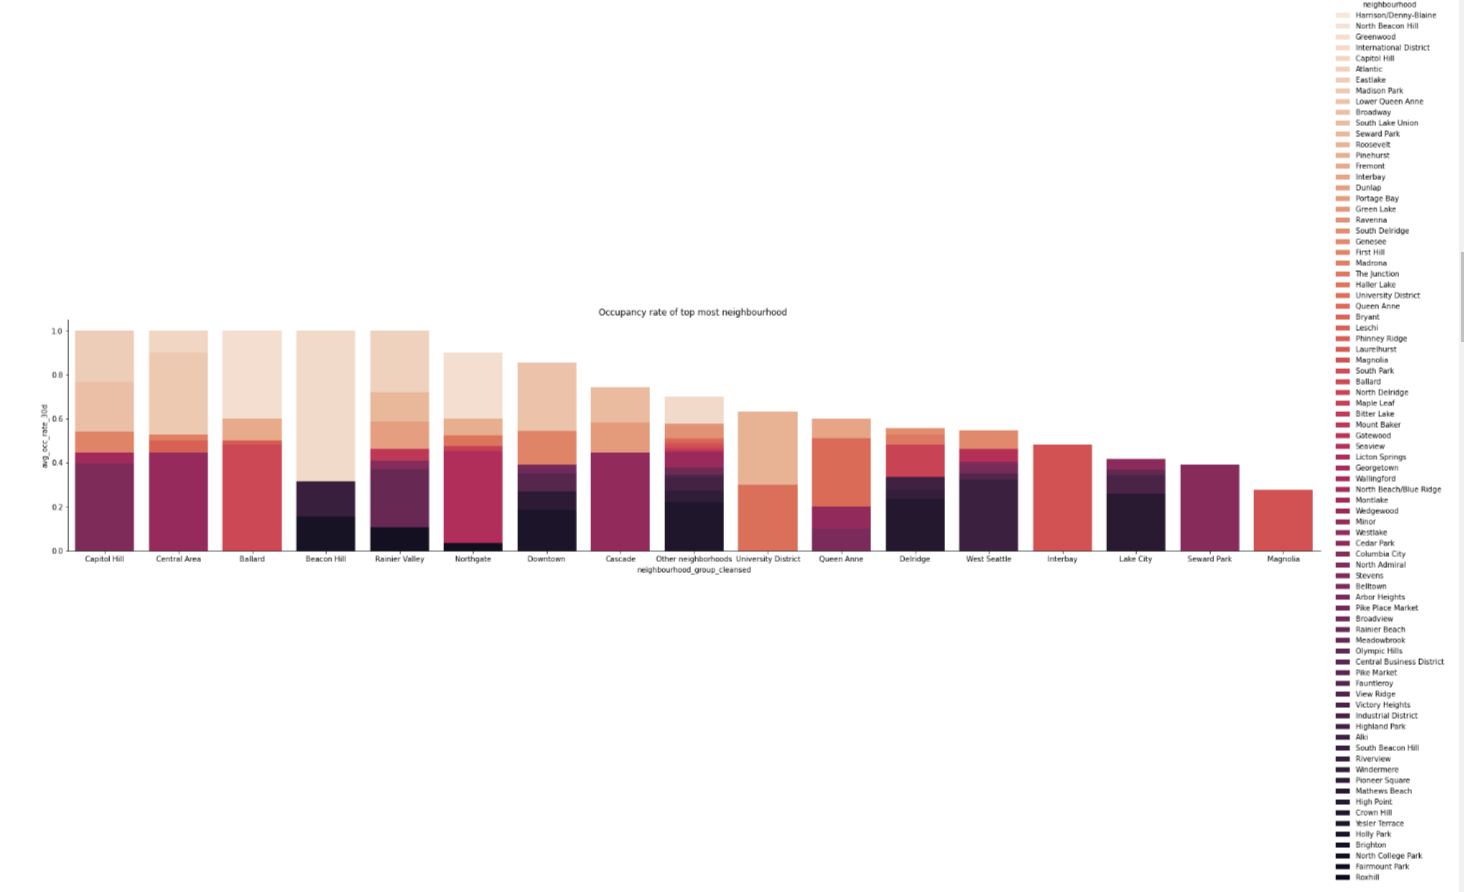 neighbourhood
Harrison/Denny-Blaine
North Beacon Hill
Greenwood
International District
Capitol Hill
Atlantic
Eastlake
Madison Park
Lower Queen Anne
Broadway
South Lake Union
Seward Park
Roosevelt
Pinehurst
Fremont
Interbay
Dunlap
Portage Bay
Green Lake
Ravenna
South Delridge
Genesee
First Hill
Madrona
The Junction
Haller Lake
University District
Queen Anne
Bryant
Leschi
Phinney Ridge
Laurelhurst
Magnolia
South Park
Ballard
North Delridge
Maple Leaf
Bitter Lake
Mount Baker
Gatewood
Seaview
Licton Springs
Georgetown
Wallingford
North Beach/Blue Ridge
Montlake
Wedgewood
Minor
Westlake
Cedar Park
Columbia City
North Admiral
Stevens
Belltown
Arbor Heights
Pike Place Market
Broadview
Rainier Beach
Meadowbrook
Olympic Hills
Central Business District
Pike Market
Fauntleroy
View Ridge
Victory Heights
Industrial District
Highland Park
Alki
South Beacon Hill
Riverview
Windermere
Pioneer Square
Mathews Beach
High Point
Crown Hill
Yesler Terrace
Holly Park
Brighton
North College Park
Fairmount Park
Roxhill
Occupancy rate of top most neighbourhood
avg_occ_rate_30d
1.0
0.8
0.6
0.4
0.2
0.0
Capitol Hill Central Area Ballard Beacon Hill Rainier Valley Northgate Downtown Cascade Other neighborhoods University District Queen Anne Delridge West Seattle Interbay Lake City Seward Park Magnolia
neighbourhood_group_cleansed